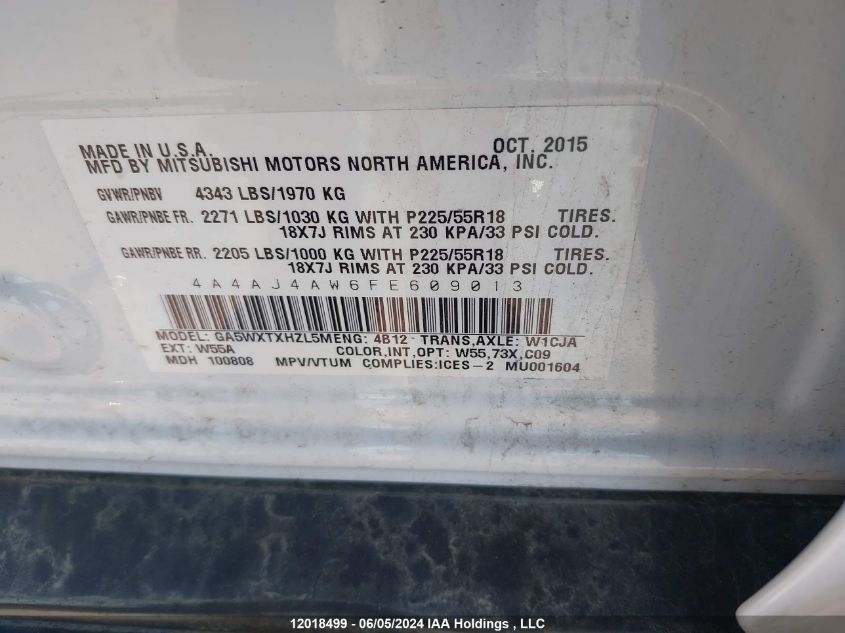 MADE IN U.S.A. OCT, 2015
MFD BY MITSUBISHI MOTORS NORTH AMERICA, INC.
GVWR/PNBV 4343 LBS/1970 KG
GAWR/PNBE FR. 2271 LBS/1030 KG WITH P225/55R18 TIRES.
18X7J RIMS AT 230 KPA/33 PSI COLD.
GAWR/PNBE RR. 2205 LBS/1000 KG WITH P225/55R18 TIRES.
18X7J RIMS AT 230 KPA/33 PSI COLD.
4A4AJ4AW6FE609013
MODEL: GA5WXTXHZL5MENG: 4B12 TRANS,AXLE: W1CJA
EXT: W55A COLOR,INT,OPT: W55,73X,C09
MDH 100808 MPV/VTUM COMPLIES:ICES-2 MU001604
12018499 - 06/05/2024 IAA Holdings , LLC